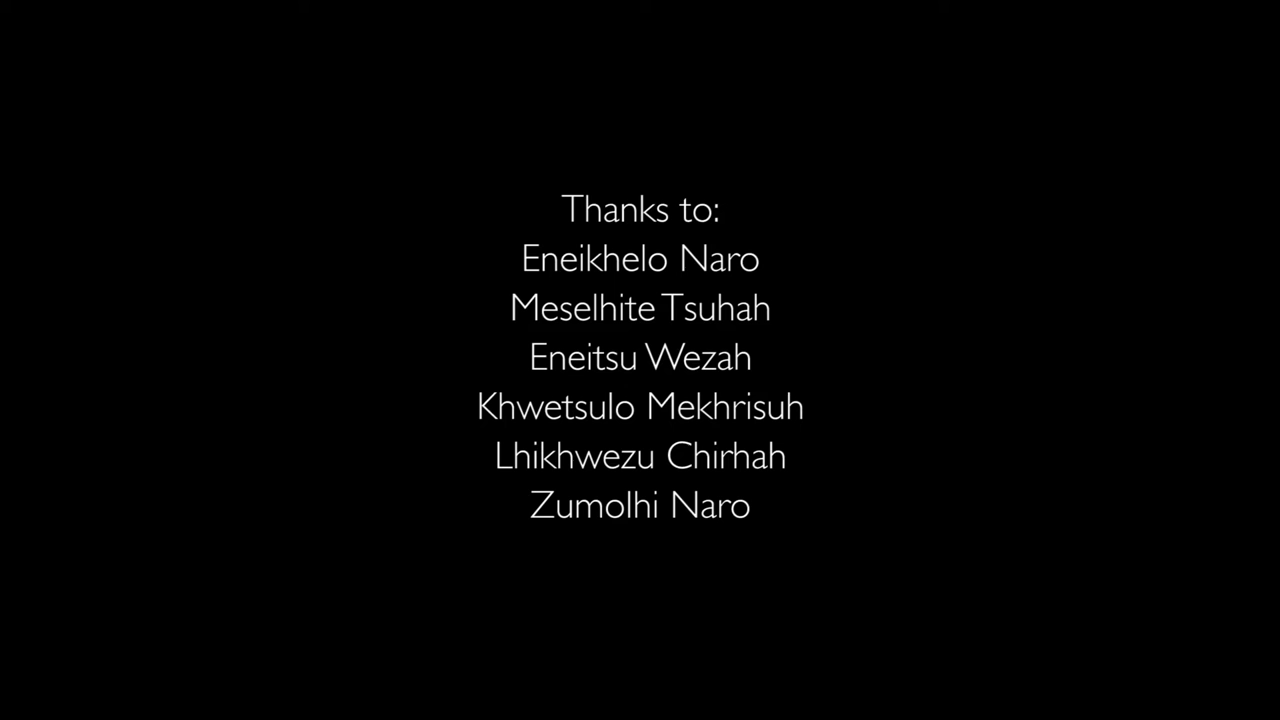 Thanks to:
Eneikhelo Naro
Meselhite Tsuhah
Eneitsu Wezah
Khwetsulo Mekhrisuh
Lhikhwezu Chirhah
Zumolhi Naro